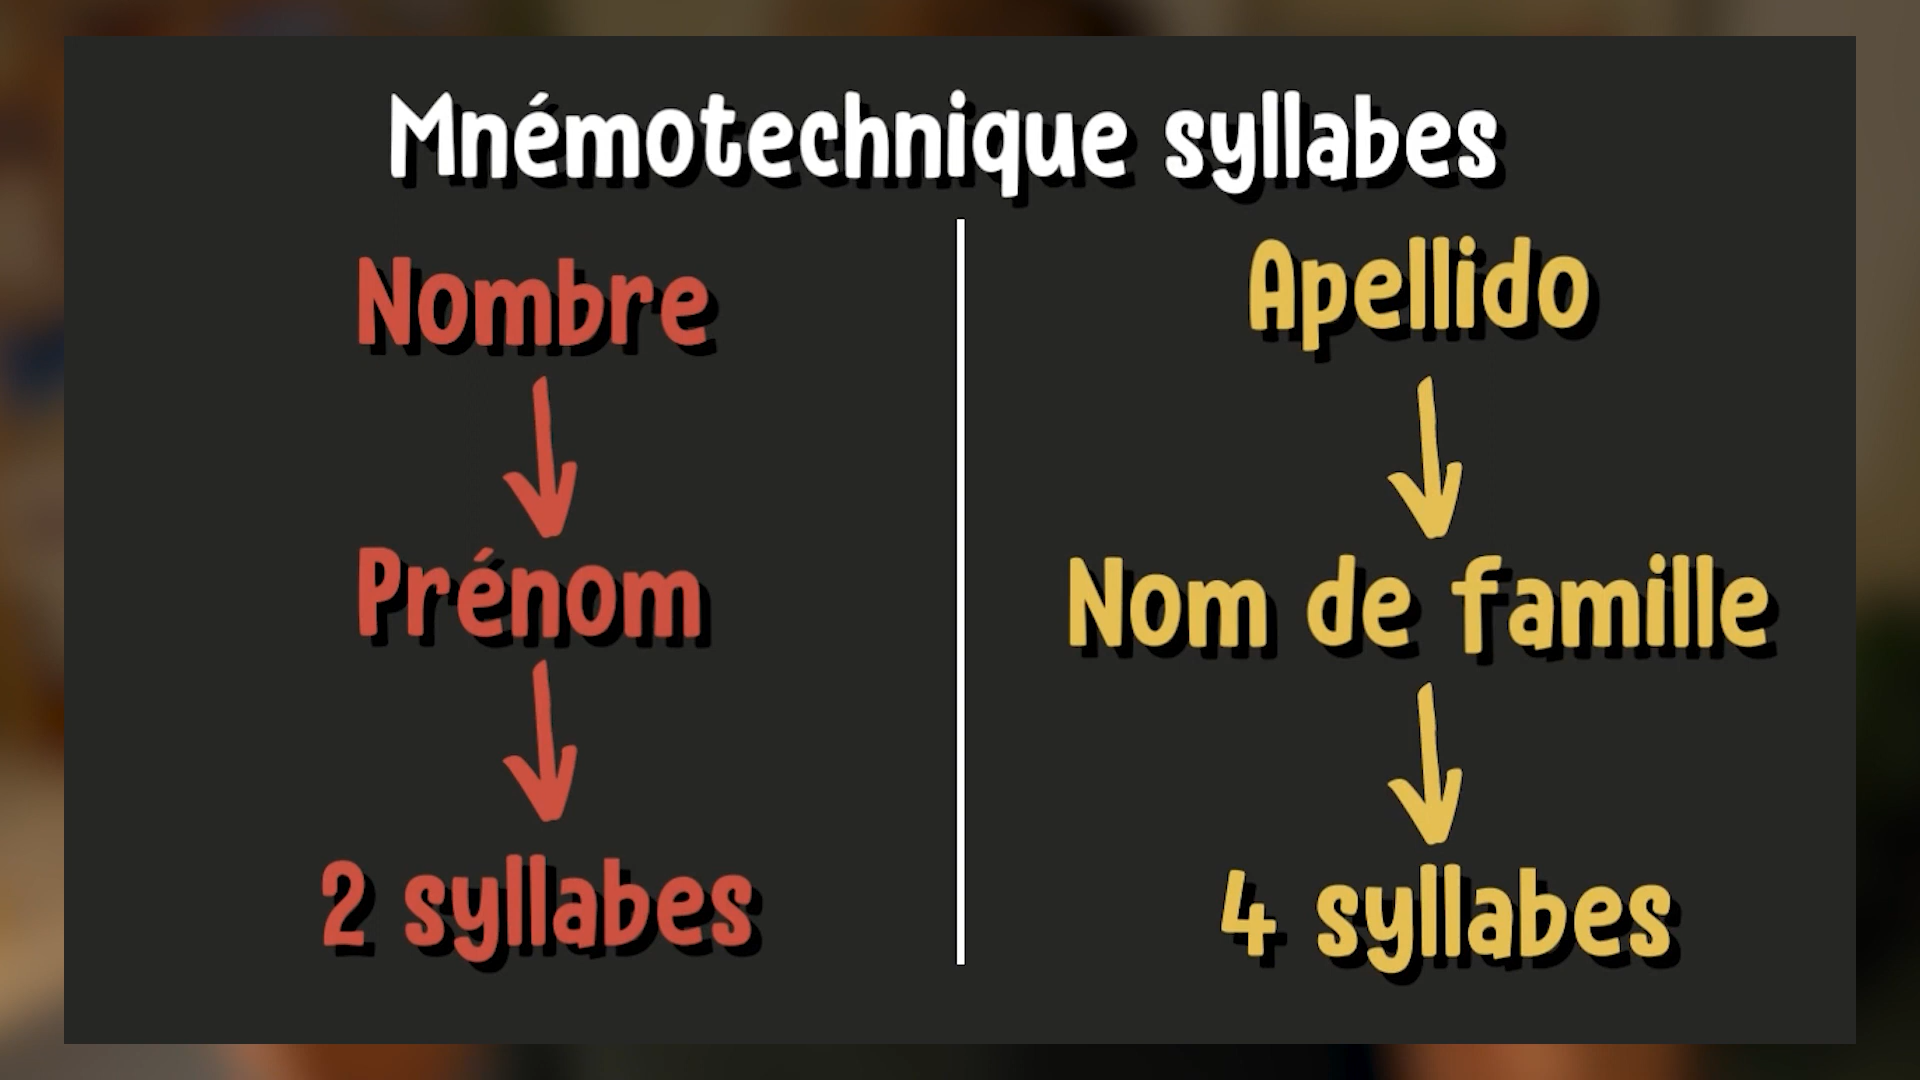 Mnémotechnique syllabes
Nombre
Prénom
2 syllabes
Apellido
Nom de famille
4 syllabes